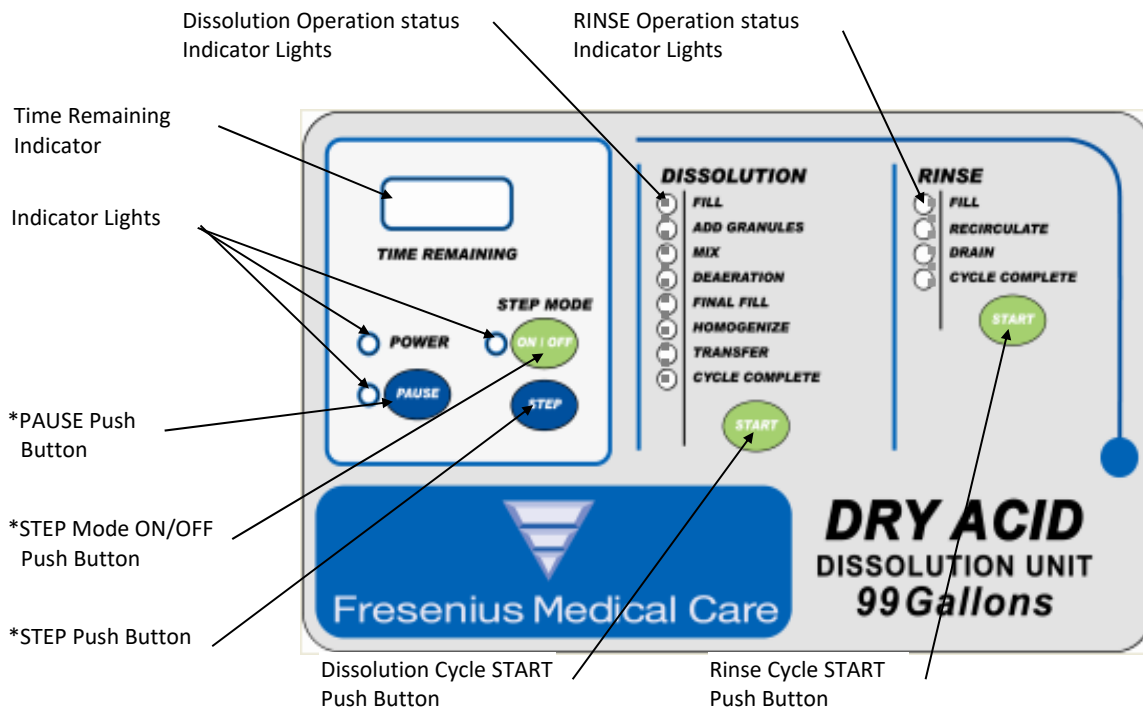 Dissolution Operation status
Indicator Lights
RINSE Operation status
Indicator Lights
Time Remaining
Indicator
Indicator Lights
*PAUSE Push
Button
*STEP Mode ON/OFF
Push Button
*STEP Push Button
TIME REMAINING
STEP MODE
POWER
ON | OFF
PAUSE
STEP
DISSOLUTION
FILL
ADD GRANULES
MIX
DEAERATION
FINAL FILL
HOMOGENIZE
TRANSFER
CYCLE COMPLETE
START
RINSE
FILL
RECIRCULATE
DRAIN
CYCLE COMPLETE
START
Fresenius Medical Care
DRY ACID
DISSOLUTION UNIT
99 Gallons
Dissolution Cycle START
Push Button
Rinse Cycle START
Push Button